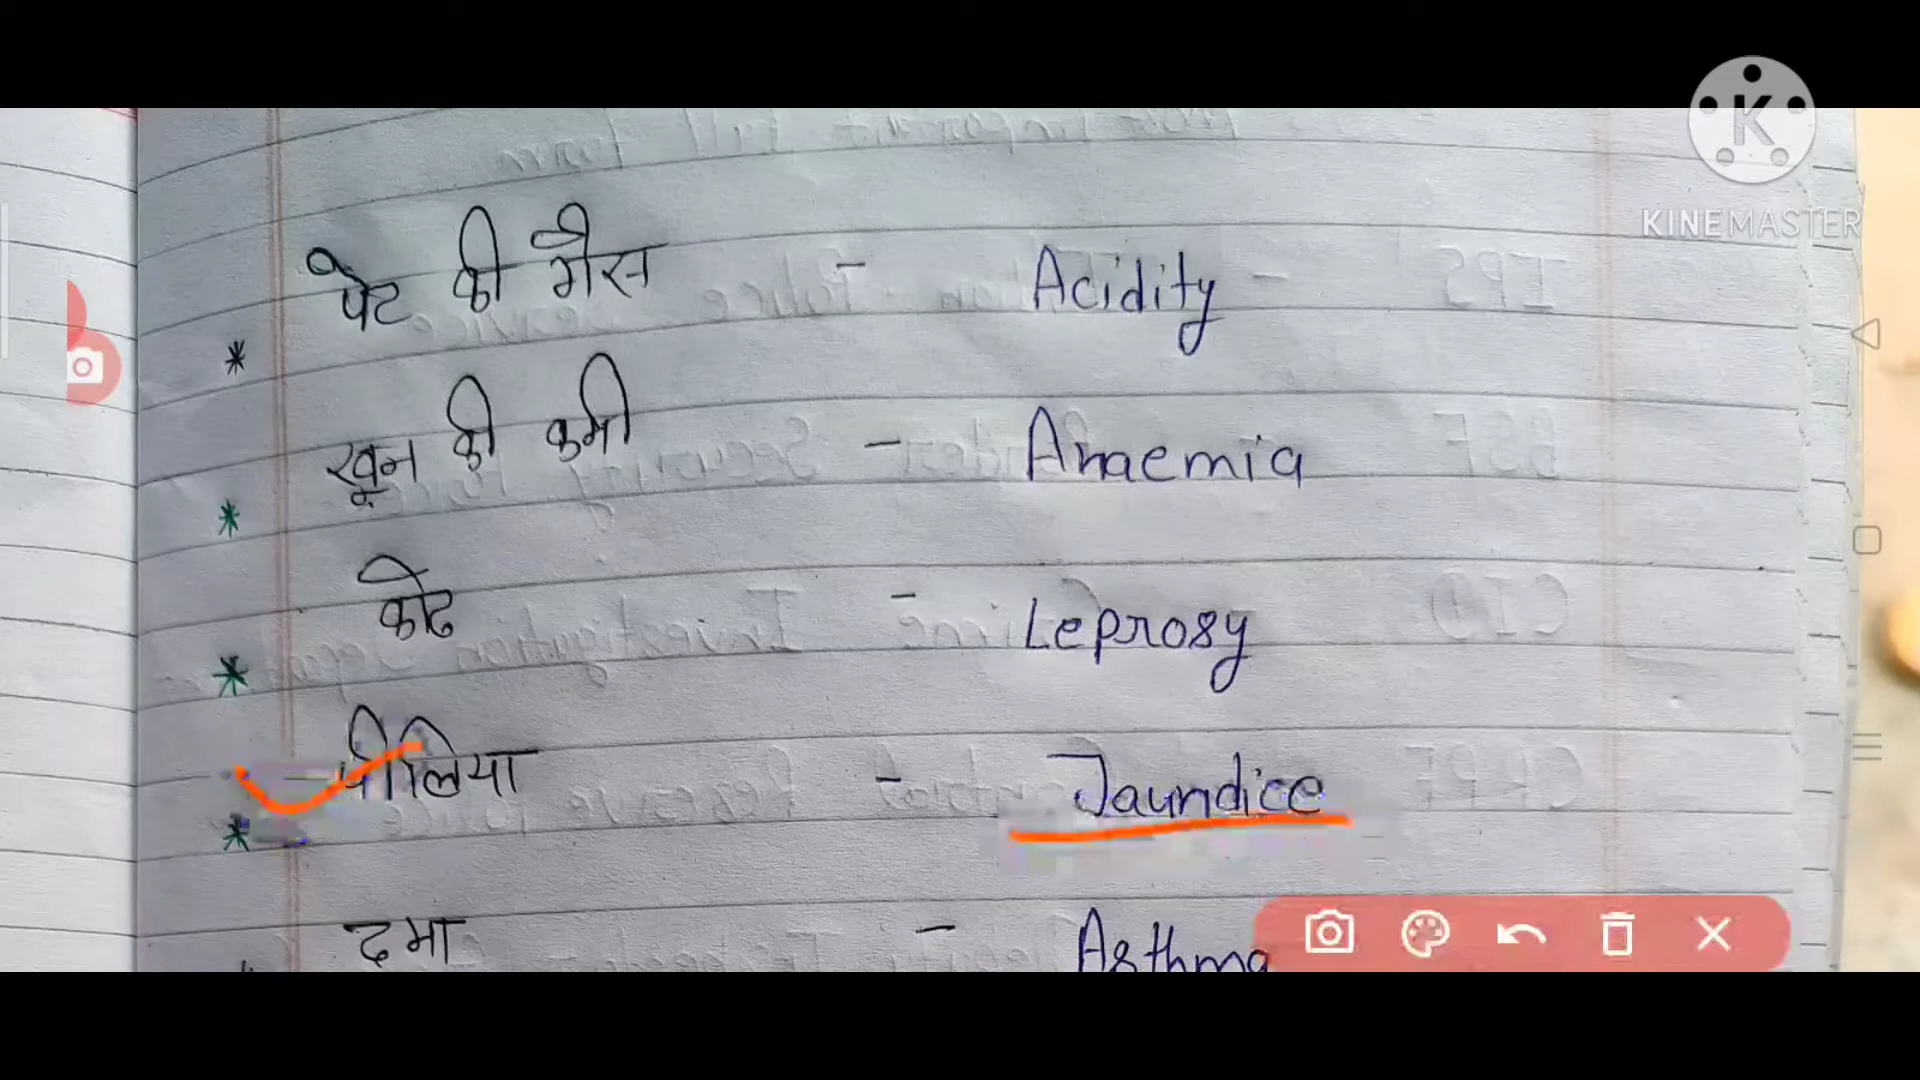 KINEMASTER
पेट की गैस - Acidity
* खून की कमी - Anaemia
* कोढ - Leprosy
* पीलिया - Jaundice
* दमा - Asthma